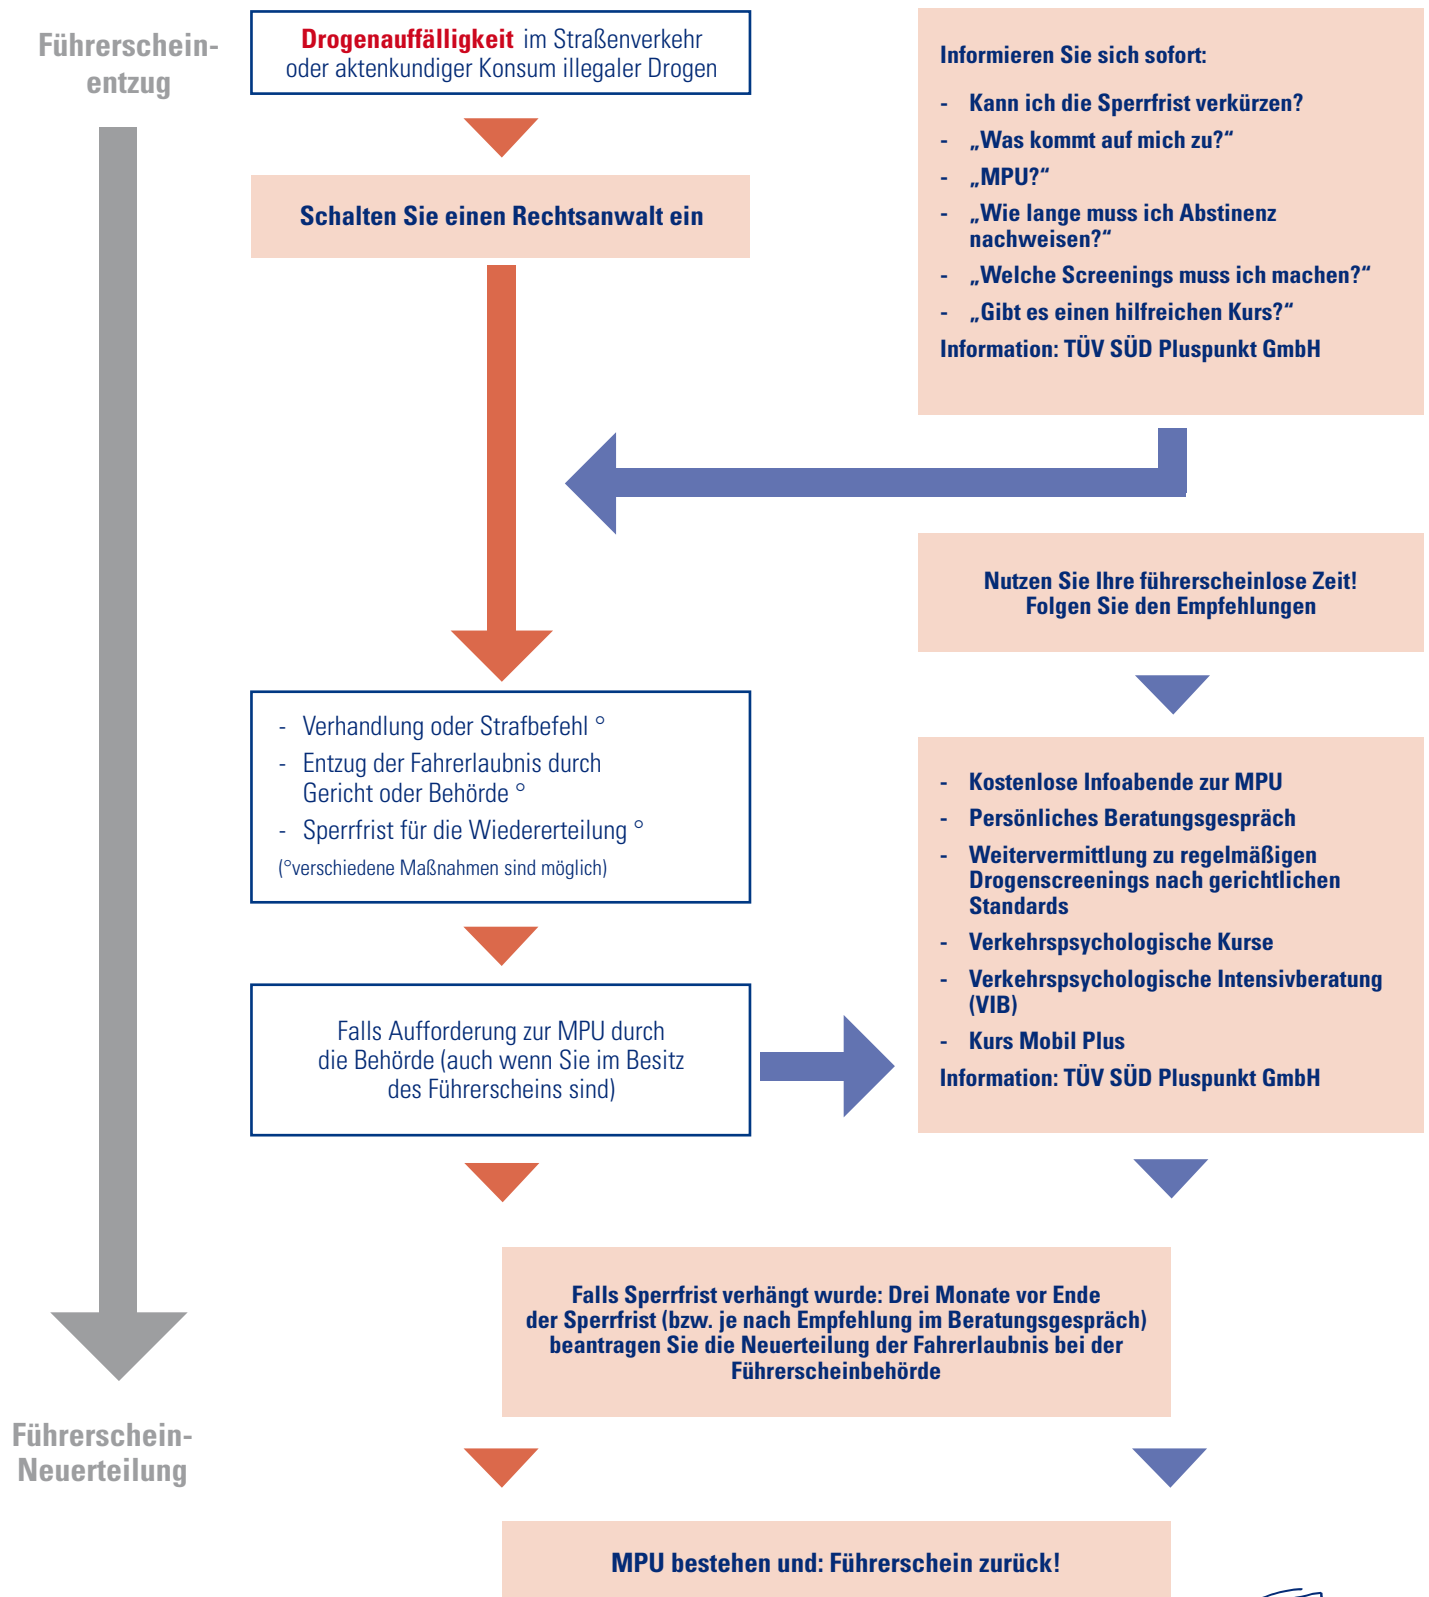 Führerschein-
entzug
Drogenauffälligkeit im Straßenverkehr
oder aktenkundiger Konsum illegaler Drogen
Schalten Sie einen Rechtsanwalt ein
Informieren Sie sich sofort:
- Kann ich die Sperrfrist verkürzen?
- „Was kommt auf mich zu?“
- „MPU?“
- „Wie lange muss ich Abstinenz
nachweisen?“
- „Welche Screenings muss ich machen?“
- „Gibt es einen hilfreichen Kurs?“
Information: TÜV SÜD Pluspunkt GmbH
Nutzen Sie Ihre führerscheinlose Zeit!
Folgen Sie den Empfehlungen
- Verhandlung oder Strafbefehl °
- Entzug der Fahrerlaubnis durch
Gericht oder Behörde °
- Sperrfrist für die Wiedererteilung °
(°verschiedene Maßnahmen sind möglich)
- Kostenlose Infoabende zur MPU
- Persönliches Beratungsgespräch
- Weitervermittlung zu regelmäßigen
Drogenscreenings nach gerichtlichen
Standards
- Verkehrspsychologische Kurse
- Verkehrspsychologische Intensivberatung
(VIB)
- Kurs Mobil Plus
Information: TÜV SÜD Pluspunkt GmbH
Falls Aufforderung zur MPU durch
die Behörde (auch wenn Sie im Besitz
des Führerscheins sind)
Falls Sperrfrist verhängt wurde: Drei Monate vor Ende
der Sperrfrist (bzw. je nach Empfehlung im Beratungsgespräch)
beantragen Sie die Neuerteilung der Fahrerlaubnis bei der
Führerscheinbehörde
Führerschein-
Neuerteilung
MPU bestehen und: Führerschein zurück!